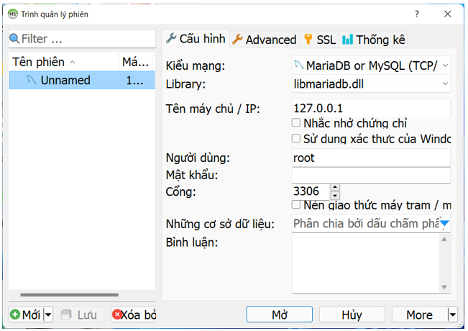 Trình quản lý phiên
Filter ...
Tên phiên
Má...
Unnamed
1...
Mới
Lưu
Xóa bỏ
Cấu hình
Advanced
SSL
Thống kê
Kiểu mạng:
MariaDB or MySQL (TCP/
Library:
libmariadb.dll
Tên máy chủ / IP:
127.0.0.1
Nhắc nhở chứng chỉ
Sử dụng xác thực của Windo
Người dùng:
root
Mật khẩu:
Cổng:
3306
Nén giao thức máy trạm / m
Những cơ sở dữ liệu:
Phân chia bởi dấu chấm phẩ
Bình luận:
Mở
Hủy
More